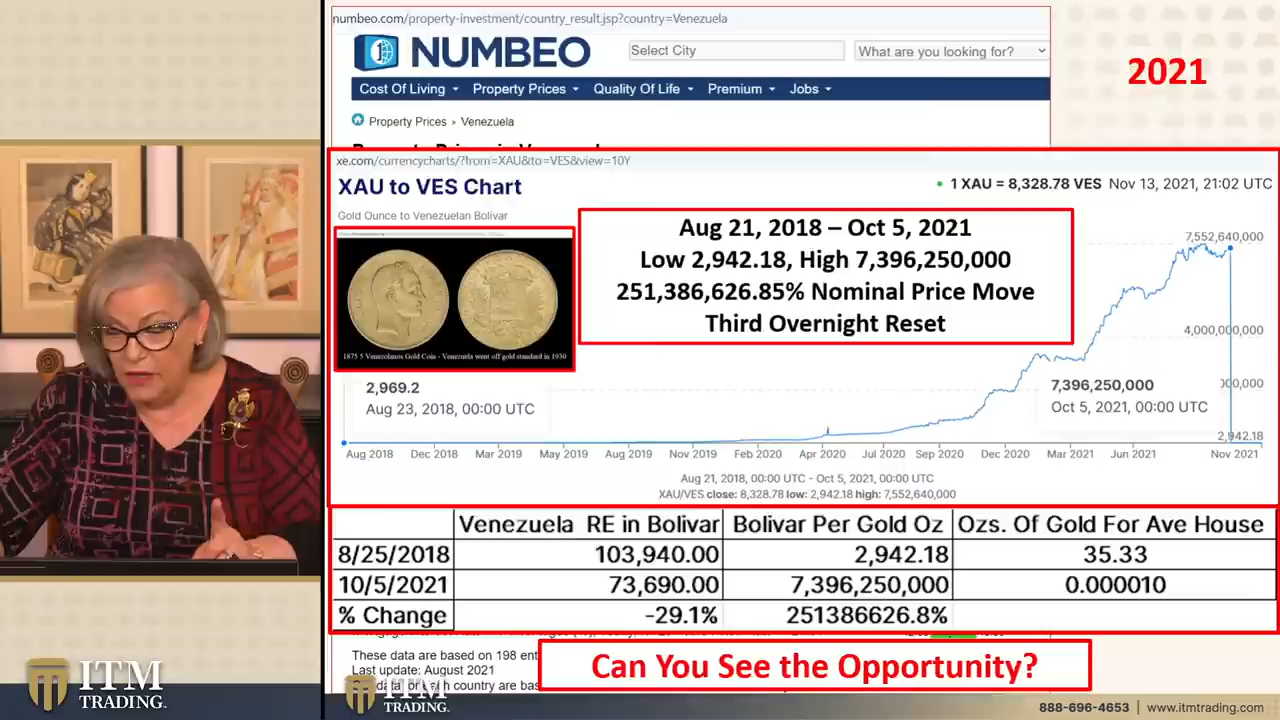 numbeo.com/property-investment/country_result.jsp?country=Venezuela
NUMBEO
Select City
What are you looking for?
2021
Cost Of Living
Property Prices
Quality Of Life
Premium
Jobs
Property Prices > Venezuela
xe.com/currencycharts/?from=XAU&to=VES&view=10Y
XAU to VES Chart
1 XAU = 8,328.78 VES Nov 13, 2021, 21:02 UTC
Gold Ounce to Venezuelan Bolivar
Aug 21, 2018 – Oct 5, 2021
Low 2,942.18, High 7,396,250,000
251,386,626.85% Nominal Price Move
Third Overnight Reset
7,552,640,000
4,000,000,000
00,000,000
2,942.18
1875 5 Venezolanos Gold Coin - Venezuela went off gold standard in 1930
2,969.2
Aug 23, 2018, 00:00 UTC
7,396,250,000
Oct 5, 2021, 00:00 UTC
Aug 2018 Dec 2018 Mar 2019 May 2019 Aug 2019 Nov 2019 Feb 2020 Apr 2020 Jul 2020 Sep 2020 Dec 2020 Mar 2021 Jun 2021 Nov 2021
Aug 21, 2018, 00:00 UTC - Oct 5, 2021, 00:00 UTC
XAU/VES close: 8,328.78 low: 2,942.18 high: 7,552,640,000
Venezuela RE in Bolivar Bolivar Per Gold Oz Ozs. Of Gold For Ave House
8/25/2018 103,940.00 2,942.18 35.33
10/5/2021 73,690.00 7,396,250,000 0.000010
% Change -29.1% 251386626.8%
These data are based on 198
Last update: August 2021
Can You See the Opportunity?
ITM
TRADING.
ITM
TRADING.
888-696-4653 | www.itmtrading.com